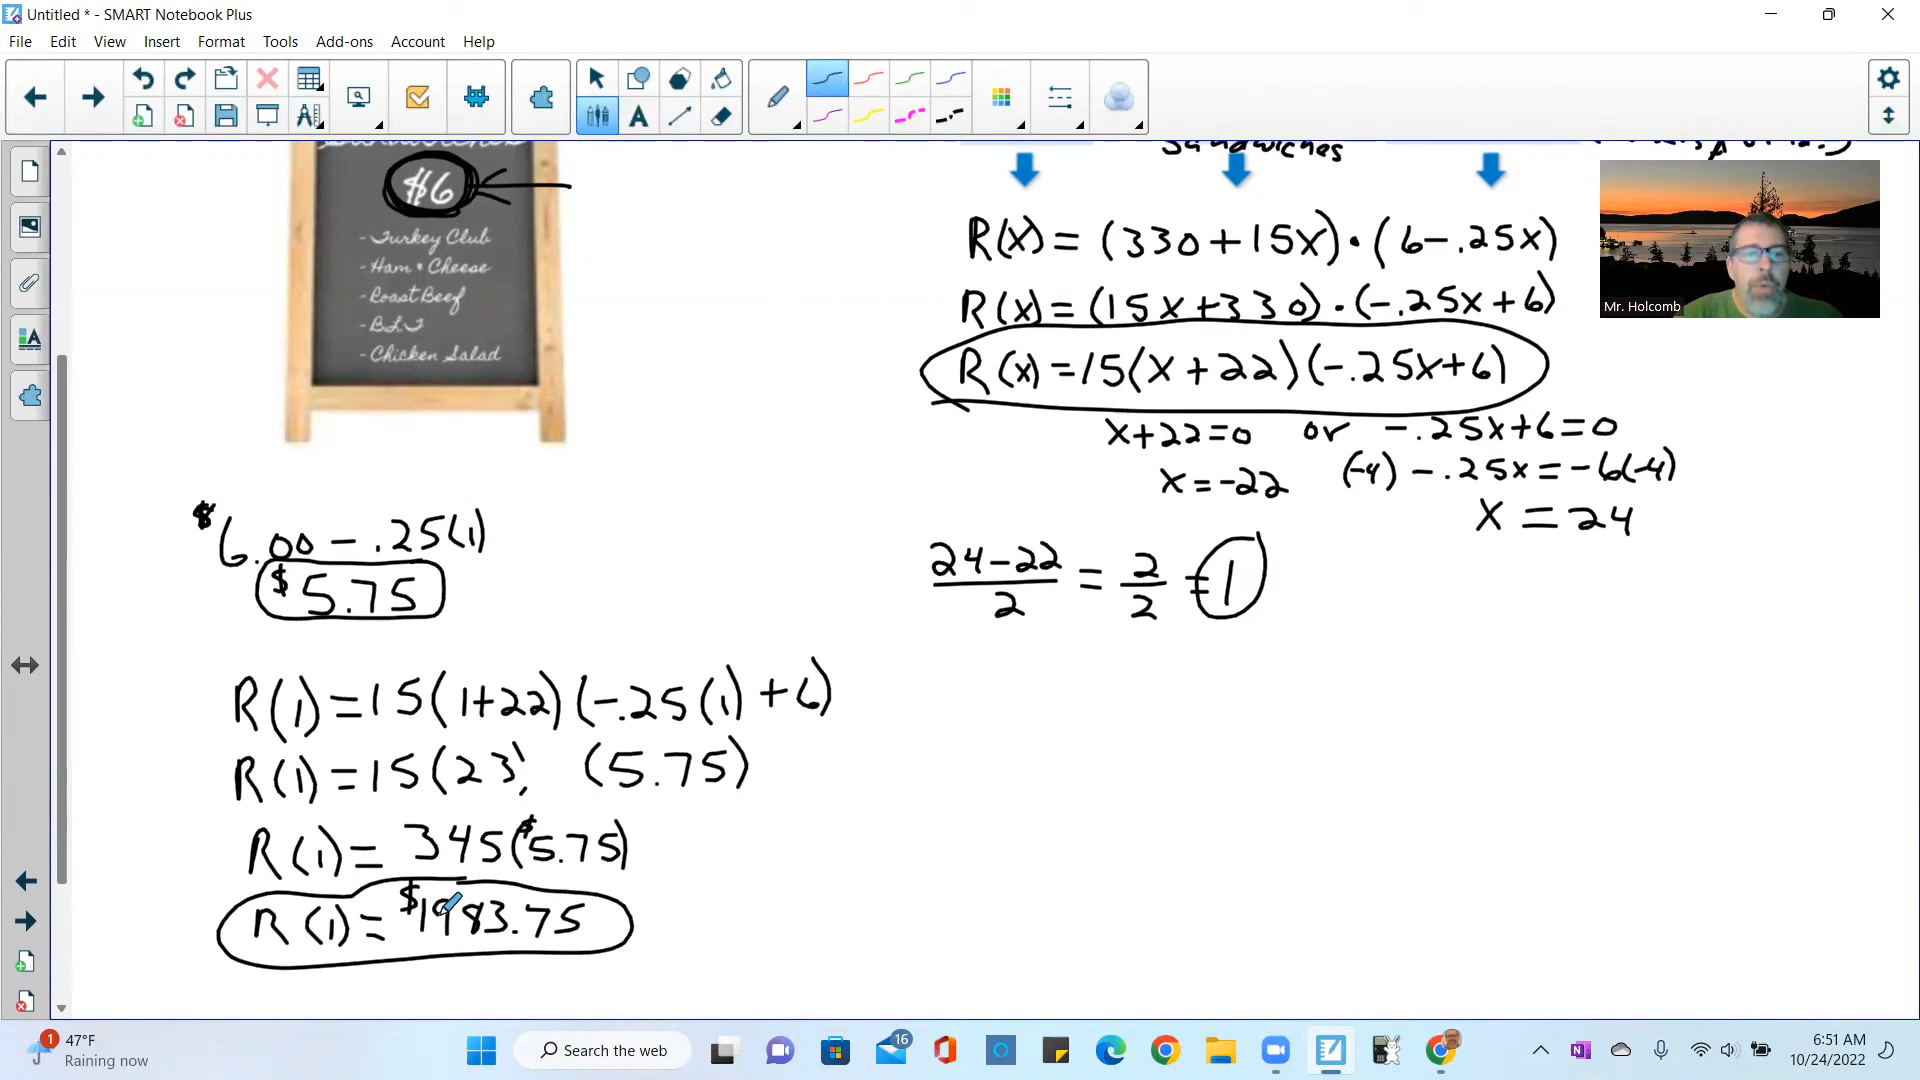 Untitled * - SMART Notebook Plus
File Edit View Insert Format Tools Add-ons Account Help
$6
- Turkey Club
- Ham & Cheese
- Roast Beef
- BLT
- Chicken Salad
Sandwiches
R(x) = (330+15x)•(6-.25x)
R(x) = (15x+330)•(-.25x+6)
R(x) = 15(x+22)(-.25x+6)
x+22=0 or -.25x+6=0
x=-22 (-4) -.25x=-6(-4)
x = 24
24-22/2 = 2/2 = 1
$6.00 - .25(1)
$5.75
R(1) = 15(1+22)(-.25(1)+6)
R(1) = 15(23) (5.75)
R(1) = 345($5.75)
R(1) = $1983.75
Mr. Holcomb
1
47°F
Raining now
Search the web
16
6:51 AM
10/24/2022